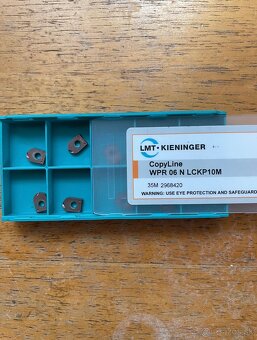 LMT·KIENINGER
CopyLine
WPR 06 N LCKP10M
35M 2968420
WARNING: USE EYE PROTECTION AND SAFEGUARD